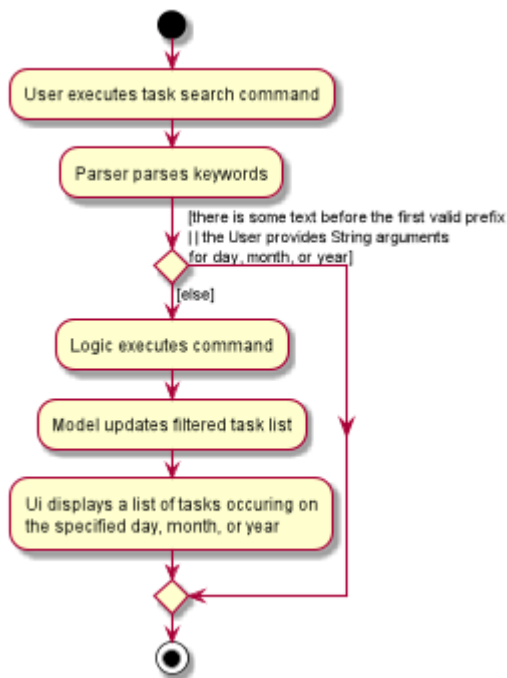 User executes task search command
Parser parses keywords
[there is some text before the first valid prefix
|| the User provides String arguments
for day, month, or year]
[else]
Logic executes command
Model updates filtered task list
Ui displays a list of tasks occuring on
the specified day, month, or year